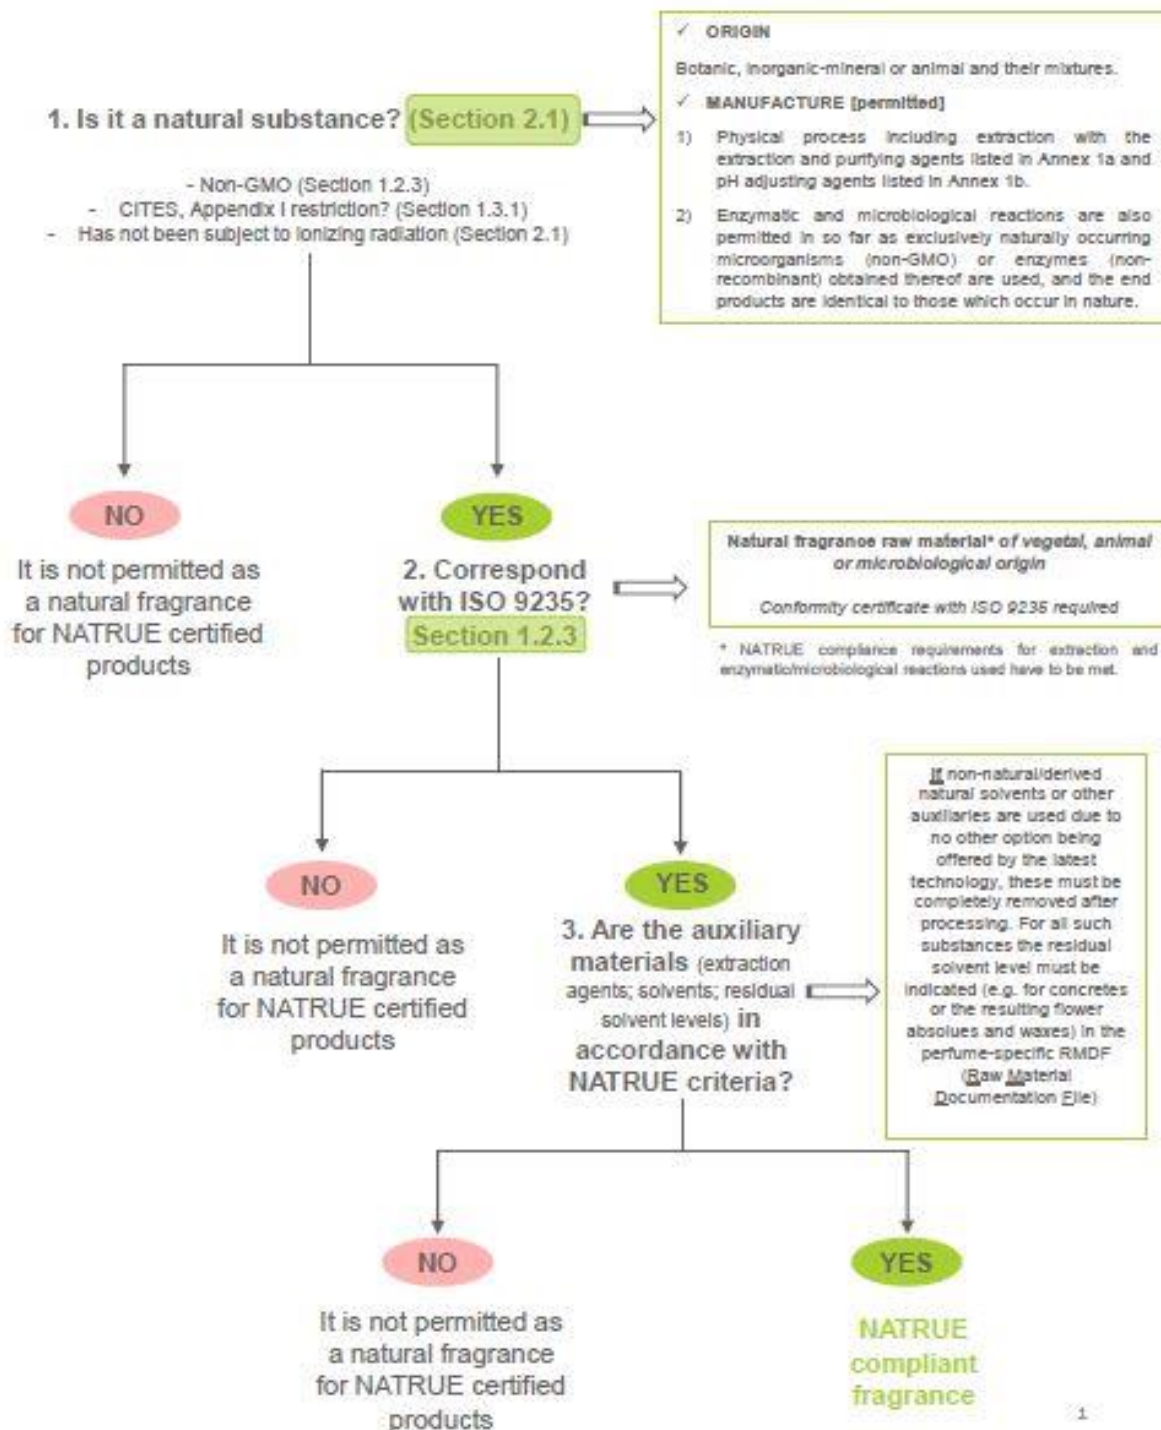 ✓ ORIGIN
Botanic, inorganic-mineral or animal and their mixtures.
✓ MANUFACTURE [permitted]
1) Physical process including extraction with the
extraction and purifying agents listed in Annex 1a and
pH adjusting agents listed in Annex 1b.
2) Enzymatic and microbiological reactions are also
permitted in so far as exclusively naturally occurring
microorganisms (non-GMO) or enzymes (non-
recombinant) obtained thereof are used, and the end
products are identical to those which occur in nature.
1. Is it a natural substance? (Section 2.1)
- Non-GMO (Section 1.2.3)
- CITES, Appendix I restriction? (Section 1.3.1)
- Has not been subject to ionizing radiation (Section 2.1)
NO
It is not permitted as
a natural fragrance
for NATRUE certified
products
YES
2. Correspond
with ISO 9235?
Section 1.2.3
Natural fragrance raw material* of vegetal, animal
or microbiological origin
Conformity certificate with ISO 9235 required
* NATRUE compliance requirements for extraction and
enzymatic/microbiological reactions used have to be met.
NO
It is not permitted as
a natural fragrance
for NATRUE certified
products
YES
3. Are the auxiliary
materials (extraction
agents; solvents; residual
solvent levels) in
accordance with
NATRUE criteria?
If non-natural/derived
natural solvents or other
auxiliaries are used due to
no other option being
offered by the latest
technology, these must be
completely removed after
processing. For all such
substances the residual
solvent level must be
indicated (e.g. for concretes
or the resulting flower
absolues and waxes) in the
perfume-specific RMDF
(Raw Material
Documentation File)
NO
It is not permitted as
a natural fragrance
for NATRUE certified
products
YES
NATRUE
compliant
fragrance
1